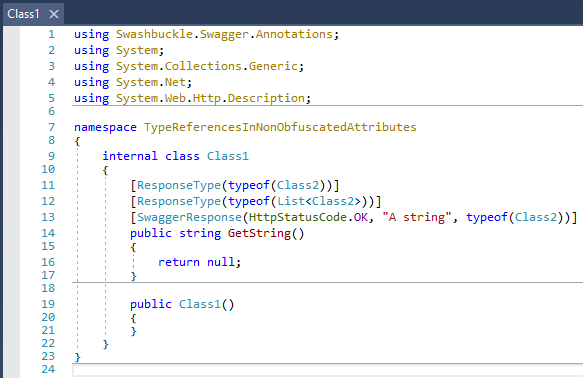 Class1
1 using Swashbuckle.Swagger.Annotations;
2 using System;
3 using System.Collections.Generic;
4 using System.Net;
5 using System.Web.Http.Description;
6
7 namespace TypeReferencesInNonObfuscatedAttributes
8 {
9 internal class Class1
10 {
11 [ResponseType(typeof(Class2))]
12 [ResponseType(typeof(List<Class2>))]
13 [SwaggerResponse(HttpStatusCode.OK, "A string", typeof(Class2))]
14 public string GetString()
15 {
16 return null;
17 }
18
19 public Class1()
20 {
21 }
22 }
23 }
24